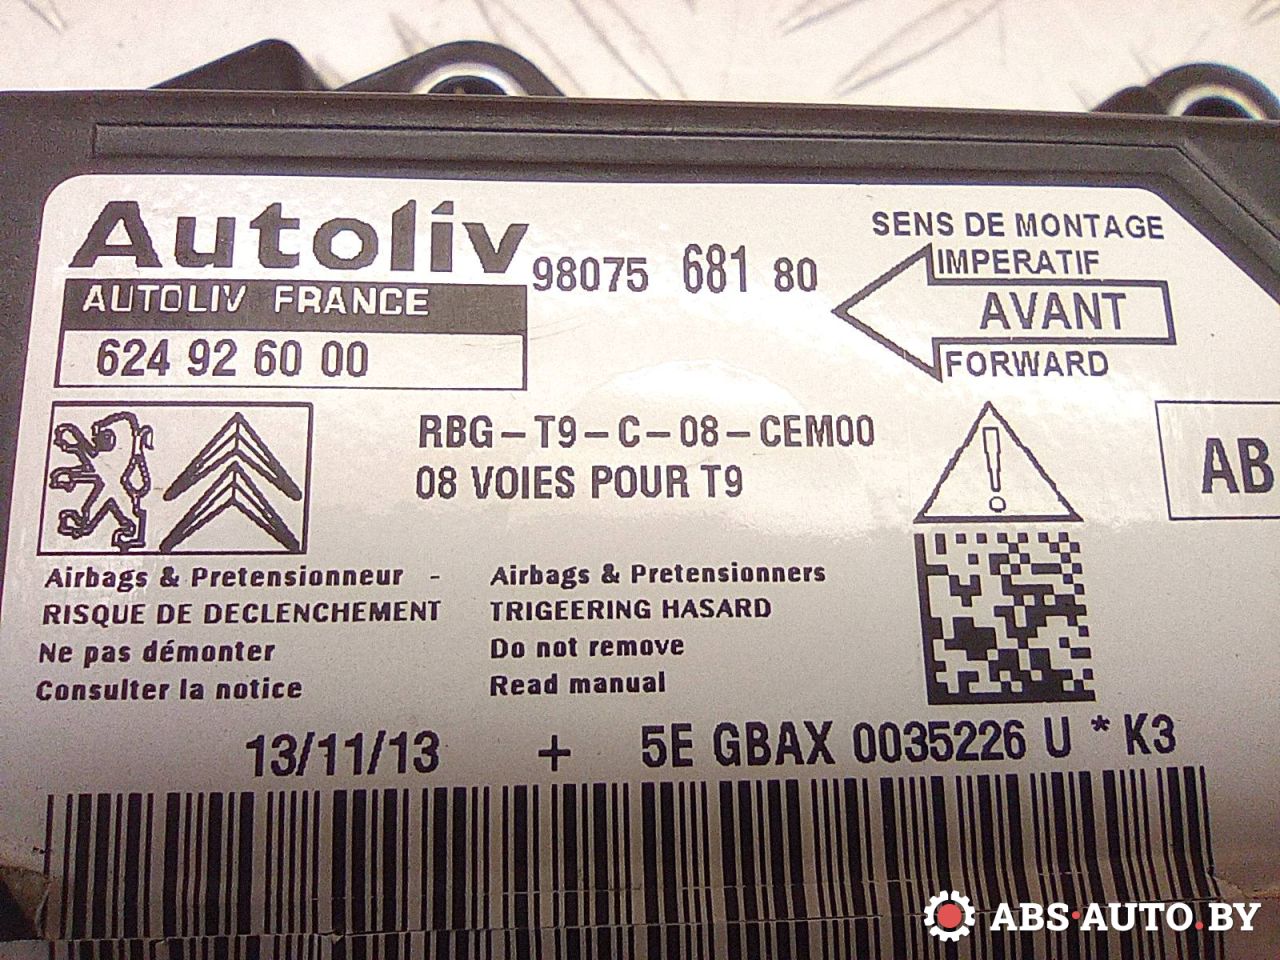 Autoliv
98075 681 80
SENS DE MONTAGE
IMPERATIF
AVANT
FORWARD
AUTOLIV FRANCE
624 92 60 00
RBG-T9-C-08-CEM00
08 VOIES POUR T9
AB
Airbags & Pretensionneur -
RISQUE DE DECLENCHEMENT
Ne pas démonter
Consulter la notice
Airbags & Pretensionners
TRIGEERING HASARD
Do not remove
Read manual
13/11/13 + 5E GBAX 0035226 U * K3
ABS·AUTO.BY